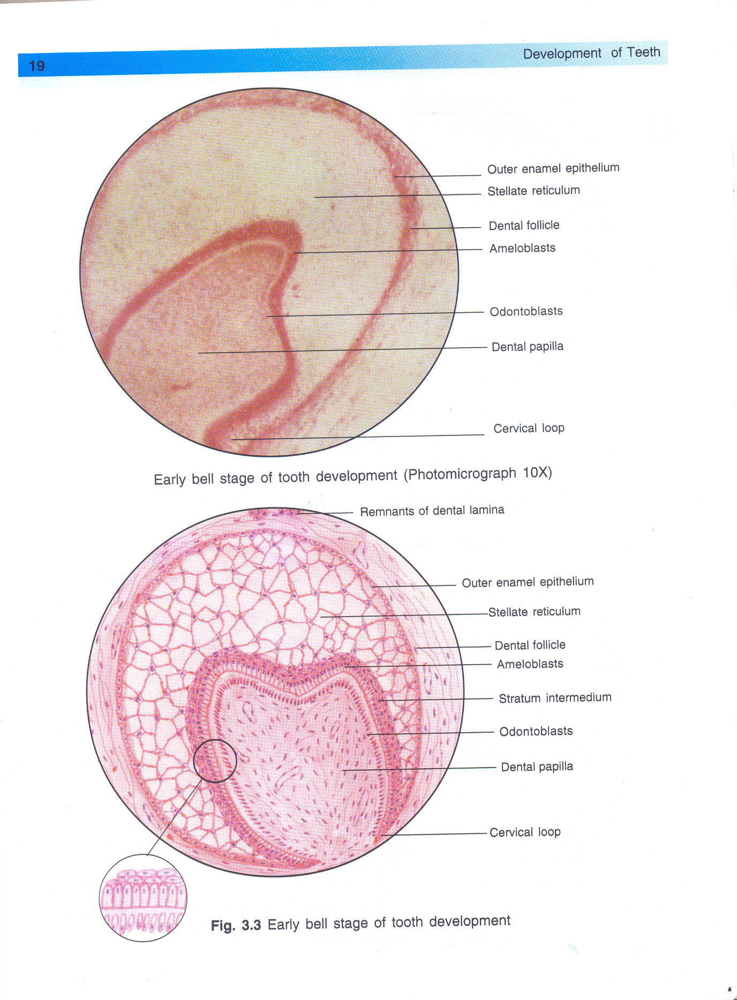 19
Development of Teeth
Outer enamel epithelium
Stellate reticulum
Dental follicle
Ameloblasts
Odontoblasts
Dental papilla
Cervical loop
Early bell stage of tooth development (Photomicrograph 10X)
Remnants of dental lamina
Outer enamel epithelium
Stellate reticulum
Dental follicle
Ameloblasts
Stratum intermedium
Odontoblasts
Dental papilla
Cervical loop
Fig. 3.3 Early bell stage of tooth development